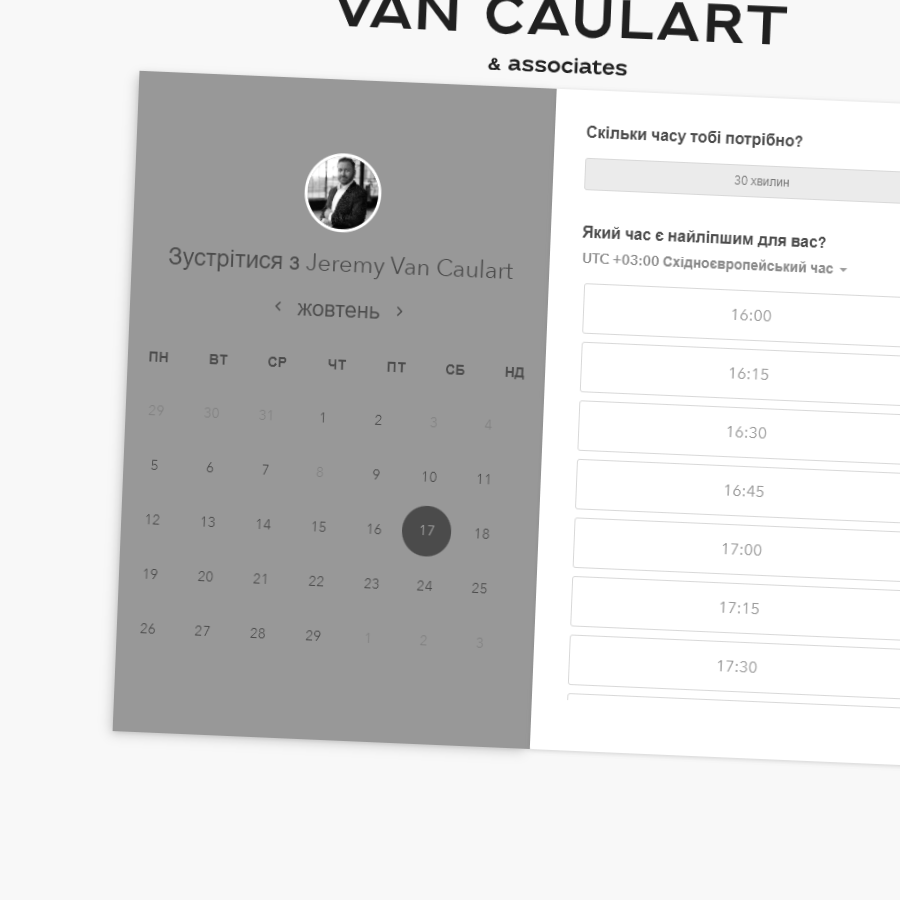 VAN CAULART
& associates
Зустрітися з Jeremy Van Caulart
‹ жовтень ›
ПН ВТ СР ЧТ ПТ СБ НД
29 30 31 1 2 3 4
5 6 7 8 9 10 11
12 13 14 15 16 17 18
19 20 21 22 23 24 25
26 27 28 29 1 2 3
Скільки часу тобі потрібно?
30 хвилин
Який час є найліпшим для вас?
UTC +03:00 Східноєвропейський час
16:00
16:15
16:30
16:45
17:00
17:15
17:30